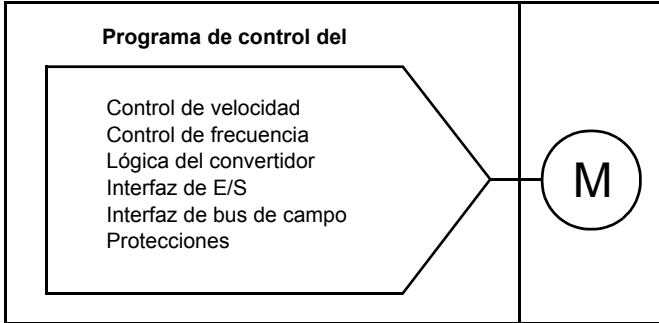 Programa de control del
Control de velocidad
Control de frecuencia
Lógica del convertidor
Interfaz de E/S
Interfaz de bus de campo
Protecciones
M